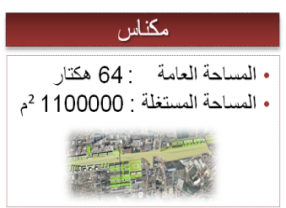 مكناس
• المساحة العامة : 64 هكتار
• المساحة المستغلة : 1100000 م²